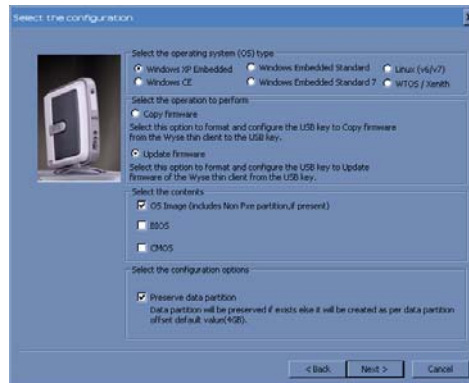 Select the configuration
Select the operating system (OS) type
Windows XP Embedded
Windows Embedded Standard
Linux (v6/v7)
Windows CE
Windows Embedded Standard 7
WTOS / Xenith
Select the operation to perform
Copy firmware
Select this option to format and configure the USB key to Copy firmware
from the Wyse thin client to the USB key.
Update firmware
Select this option to format and configure the USB key to Update
firmware of the Wyse thin client from the USB key.
Select the contents
OS Image (includes Non Pxe partition,if present)
BIOS
CMOS
Select the configuration options
Preserve data partition
Data partition will be preserved if exists else it will be created as per data partition
offset default value(4GB).
< Back
Next >
Cancel